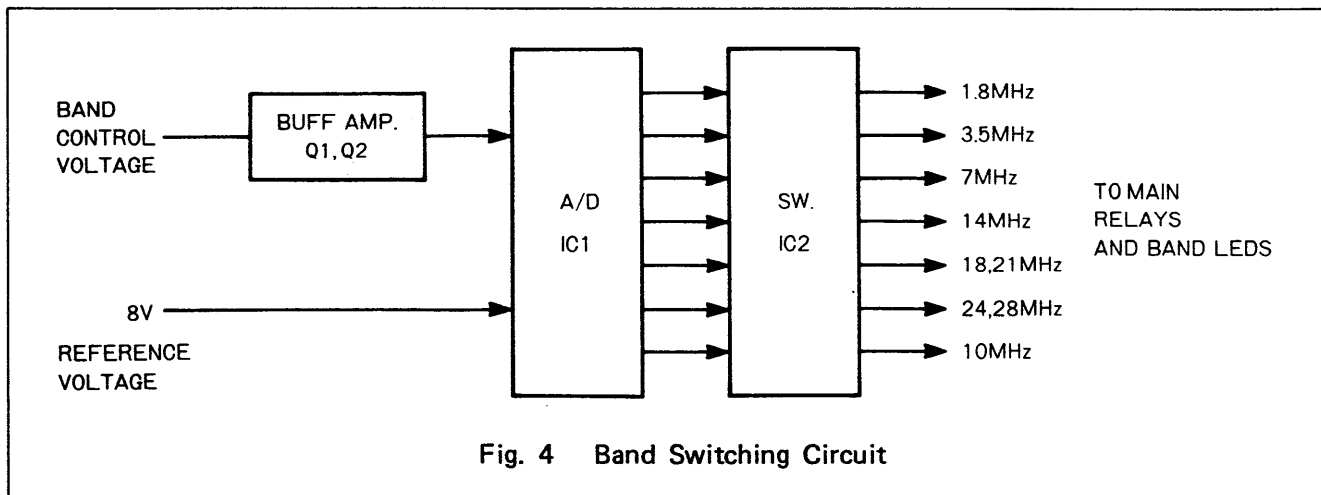 BAND
CONTROL
VOLTAGE
BUFF AMP.
Q1,Q2
8V
REFERENCE
VOLTAGE
A/D
IC1
SW.
IC2
1.8MHz
3.5MHz
7MHz
14MHz
18,21MHz
24,28MHz
10MHz
TO MAIN
RELAYS
AND BAND LEDS
Fig. 4 Band Switching Circuit